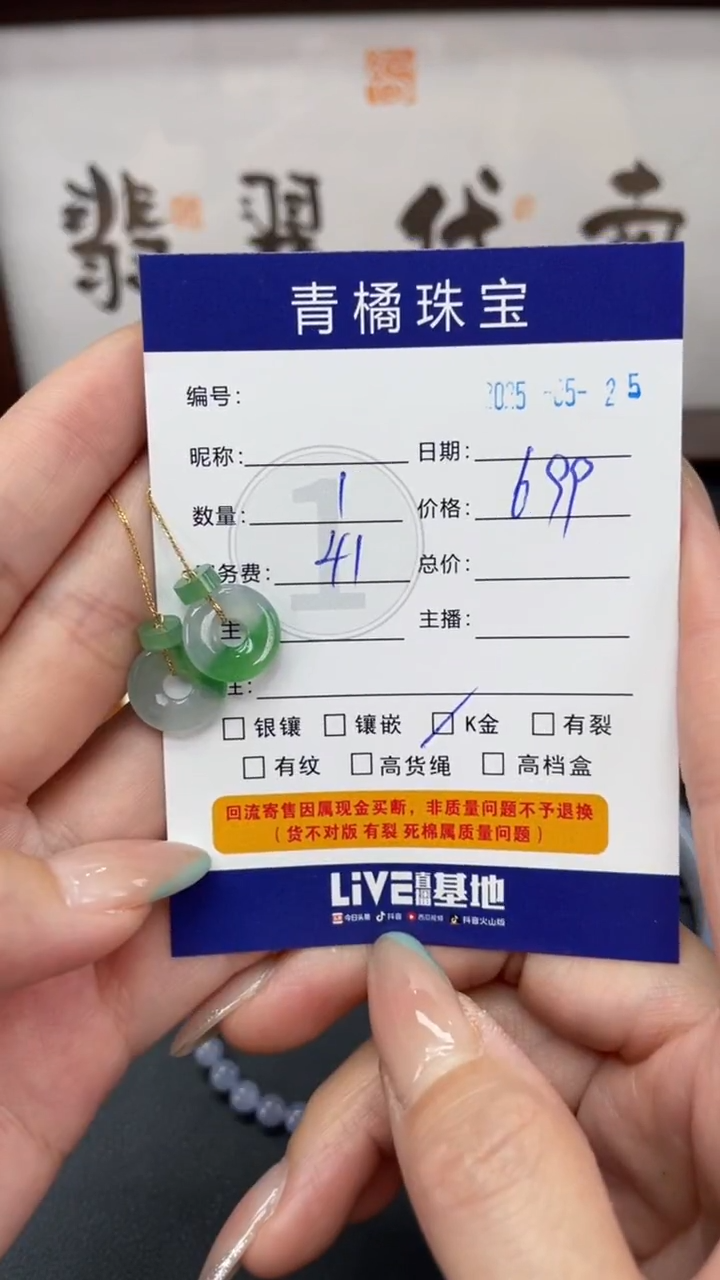 翡翠
青橘珠宝
编号: 2025-05-25
昵称: 日期:
数量: 1 价格: 699
务费: 41 总价:
主 主播:
注:
银镶 镶嵌 K金 有裂
有纹 高货绳 高档盒
回流寄售因属现金买断，非质量问题不予退换
（货不对版 有裂 死棉属质量问题）
LiVE直播基地
今日头条 抖音 西瓜视频 抖音火山版